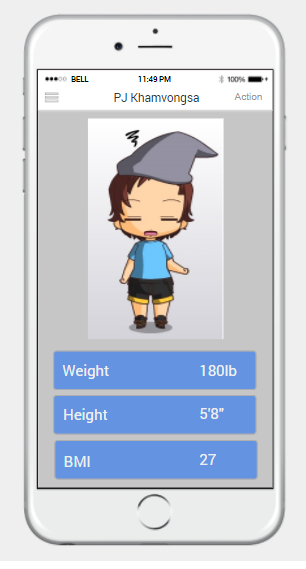 BELL 11:49 PM 100%
PJ Khamvongsa Action
Weight 180lb
Height 5'8"
BMI 27